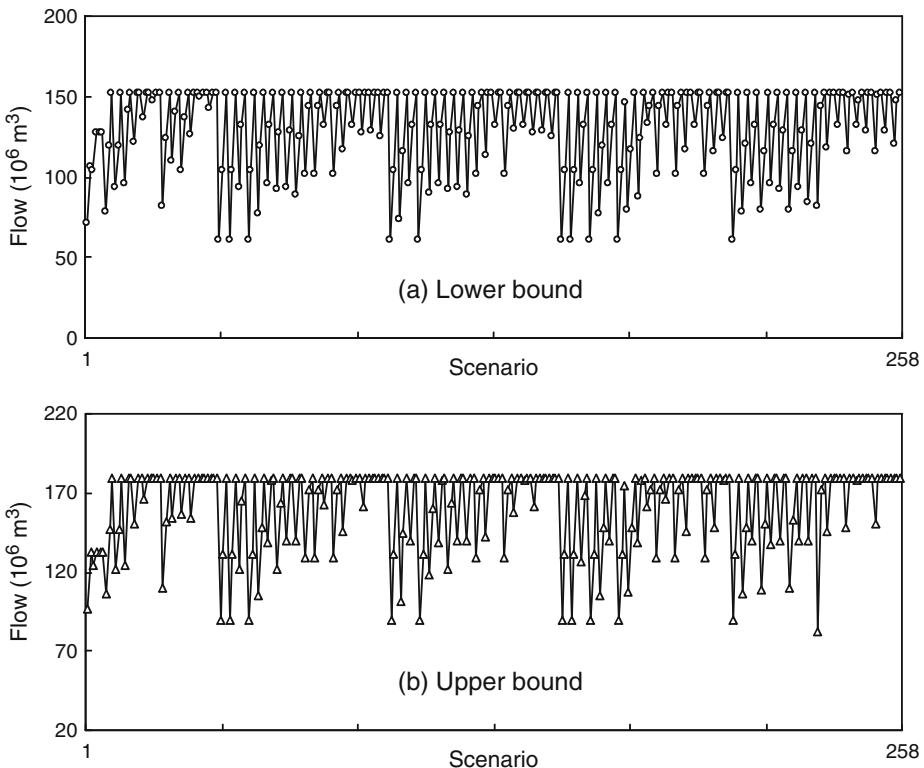 200
150
100
50
0
Flow (10⁶ m³)
(a) Lower bound
1
258
Scenario
220
170
120
70
20
Flow (10⁶ m³)
(b) Upper bound
1
258
Scenario